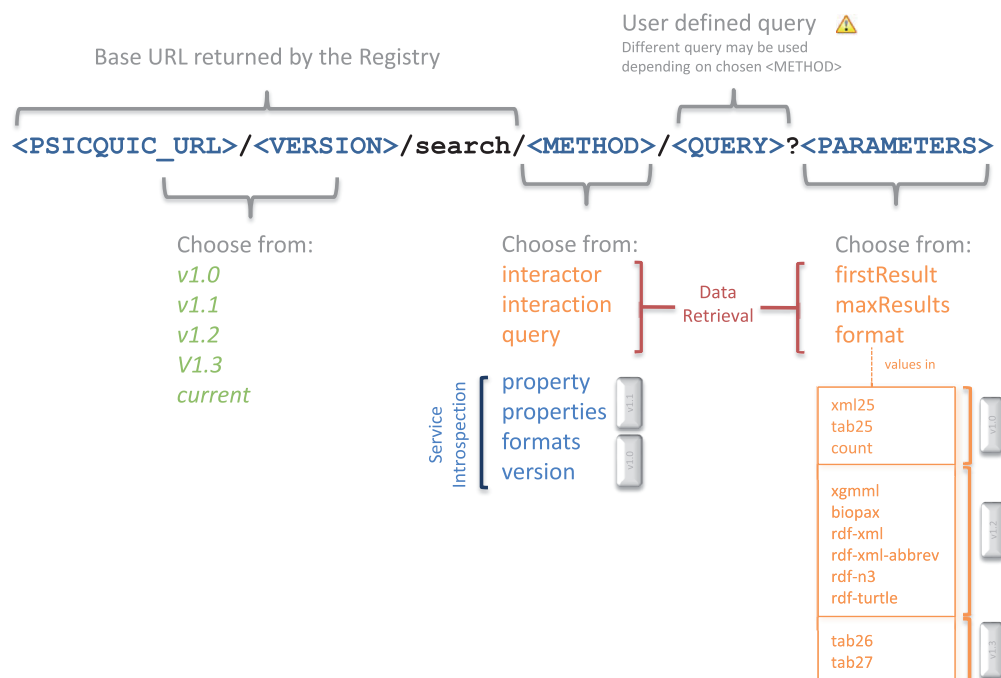 User defined query
Different query may be used
depending on chosen <METHOD>
Base URL returned by the Registry
<PSICQUIC_URL>/<VERSION>/search/<METHOD>/<QUERY>?<PARAMETERS>
Choose from:
v1.0
v1.1
v1.2
V1.3
current
Choose from:
interactor
interaction
query
Data
Retrieval
Service
Introspection
property
properties
formats
version
v1.1
v1.0
Choose from:
firstResult
maxResults
format
values in
xml25
tab25
count
v1.0
xgmml
biopax
rdf-xml
rdf-xml-abbrev
rdf-n3
rdf-turtle
v1.2
tab26
tab27
v1.3